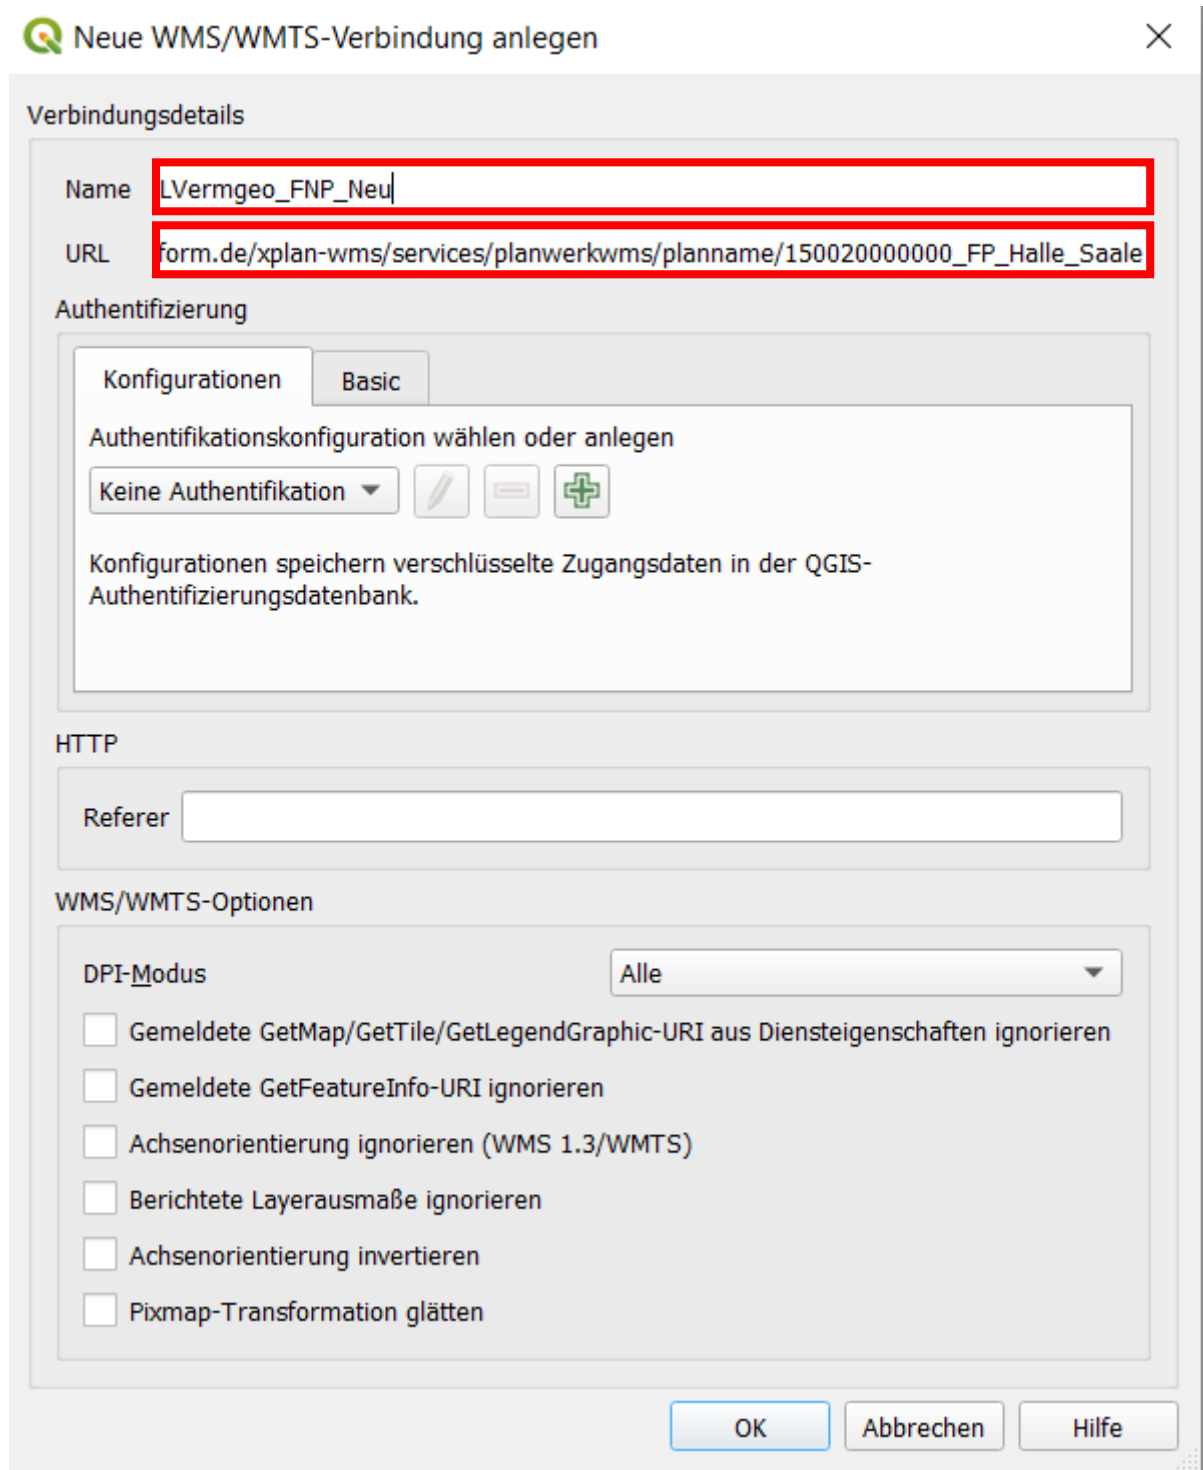 Neue WMS/WMTS-Verbindung anlegen
Verbindungsdetails
Name LVermgeo_FNP_Neu
URL form.de/xplan-wms/services/planwerkwms/planname/150020000000_FP_Halle_Saale
Authentifizierung
Konfigurationen Basic
Authentifikationskonfiguration wählen oder anlegen
Keine Authentifikation
Konfigurationen speichern verschlüsselte Zugangsdaten in der QGIS-
Authentifizierungsdatenbank.
HTTP
Referer
WMS/WMTS-Optionen
DPI-Modus Alle
Gemeldete GetMap/GetTile/GetLegendGraphic-URI aus Diensteigenschaften ignorieren
Gemeldete GetFeatureInfo-URI ignorieren
Achsenorientierung ignorieren (WMS 1.3/WMTS)
Berichtete Layerausmaße ignorieren
Achsenorientierung invertieren
Pixmap-Transformation glätten
OK Abbrechen Hilfe